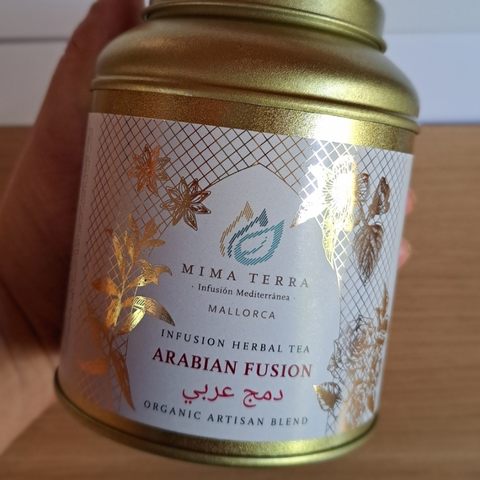 MIMA TERRA
· Infusión Mediterránea ·
MALLORCA
INFUSION HERBAL TEA
ARABIAN FUSION
دمج عربي
ORGANIC ARTISAN BLEND